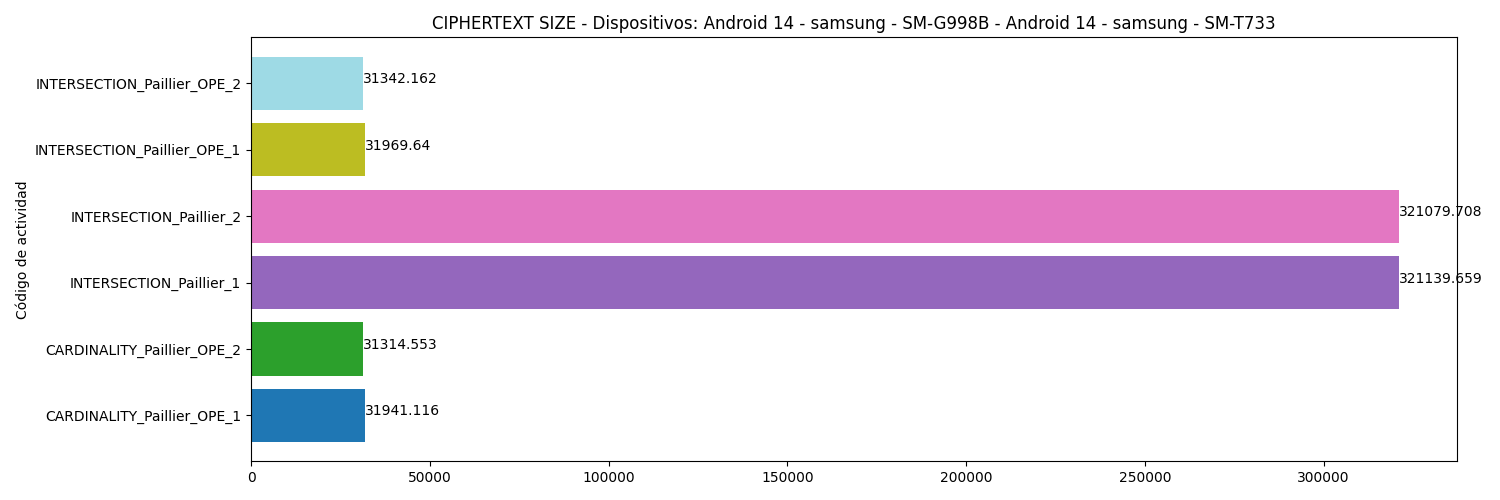 CIPHERTEXT SIZE - Dispositivos: Android 14 - samsung - SM-G998B - Android 14 - samsung - SM-T733
Código de actividad
INTERSECTION_Paillier_OPE_2
31342.162
INTERSECTION_Paillier_OPE_1
31969.64
INTERSECTION_Paillier_2
321079.708
INTERSECTION_Paillier_1
321139.659
CARDINALITY_Paillier_OPE_2
31314.553
CARDINALITY_Paillier_OPE_1
31941.116
0 50000 100000 150000 200000 250000 300000